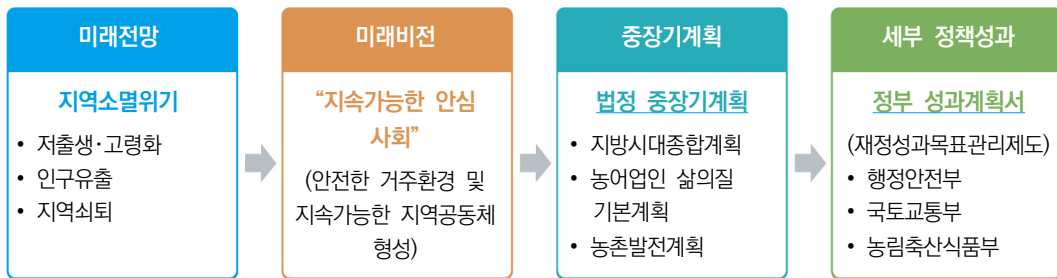 미래전망
지역소멸위기
• 저출생·고령화
• 인구유출
• 지역쇠퇴
미래비전
“지속가능한 안심
사회”
(안전한 거주환경 및
지속가능한 지역공동체
형성)
중장기계획
법정 중장기계획
• 지방시대종합계획
• 농어업인 삶의질
기본계획
• 농촌발전계획
세부 정책성과
정부 성과계획서
(재정성과목표관리제도)
• 행정안전부
• 국토교통부
• 농림축산식품부